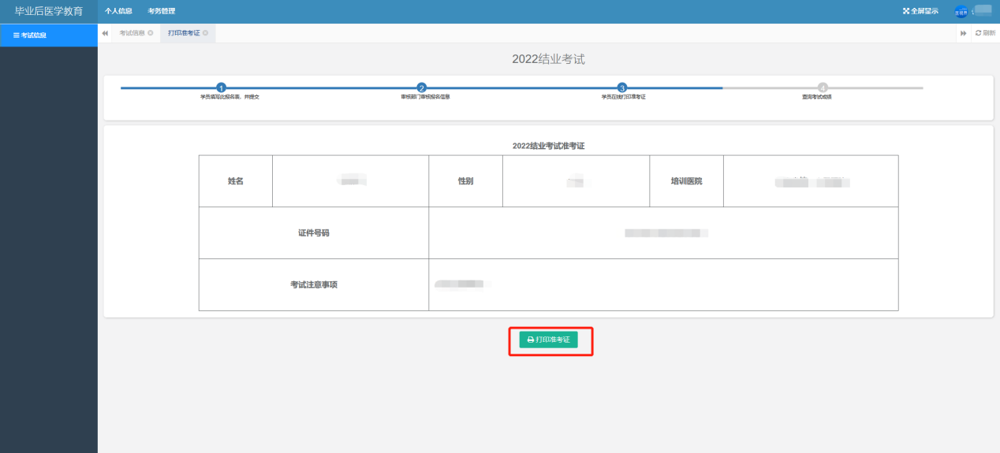 毕业后医学教育 个人信息 考务管理 全屏显示
考试信息 考试信息 打印准考证 刷新
2022结业考试
1 2 3 4
学员填写此报名表，并提交 审核部门审核报名信息 学员在线打印准考证 查询考试成绩
2022结业考试准考证
姓名 性别 培训医院
证件号码
考试注意事项
打印准考证